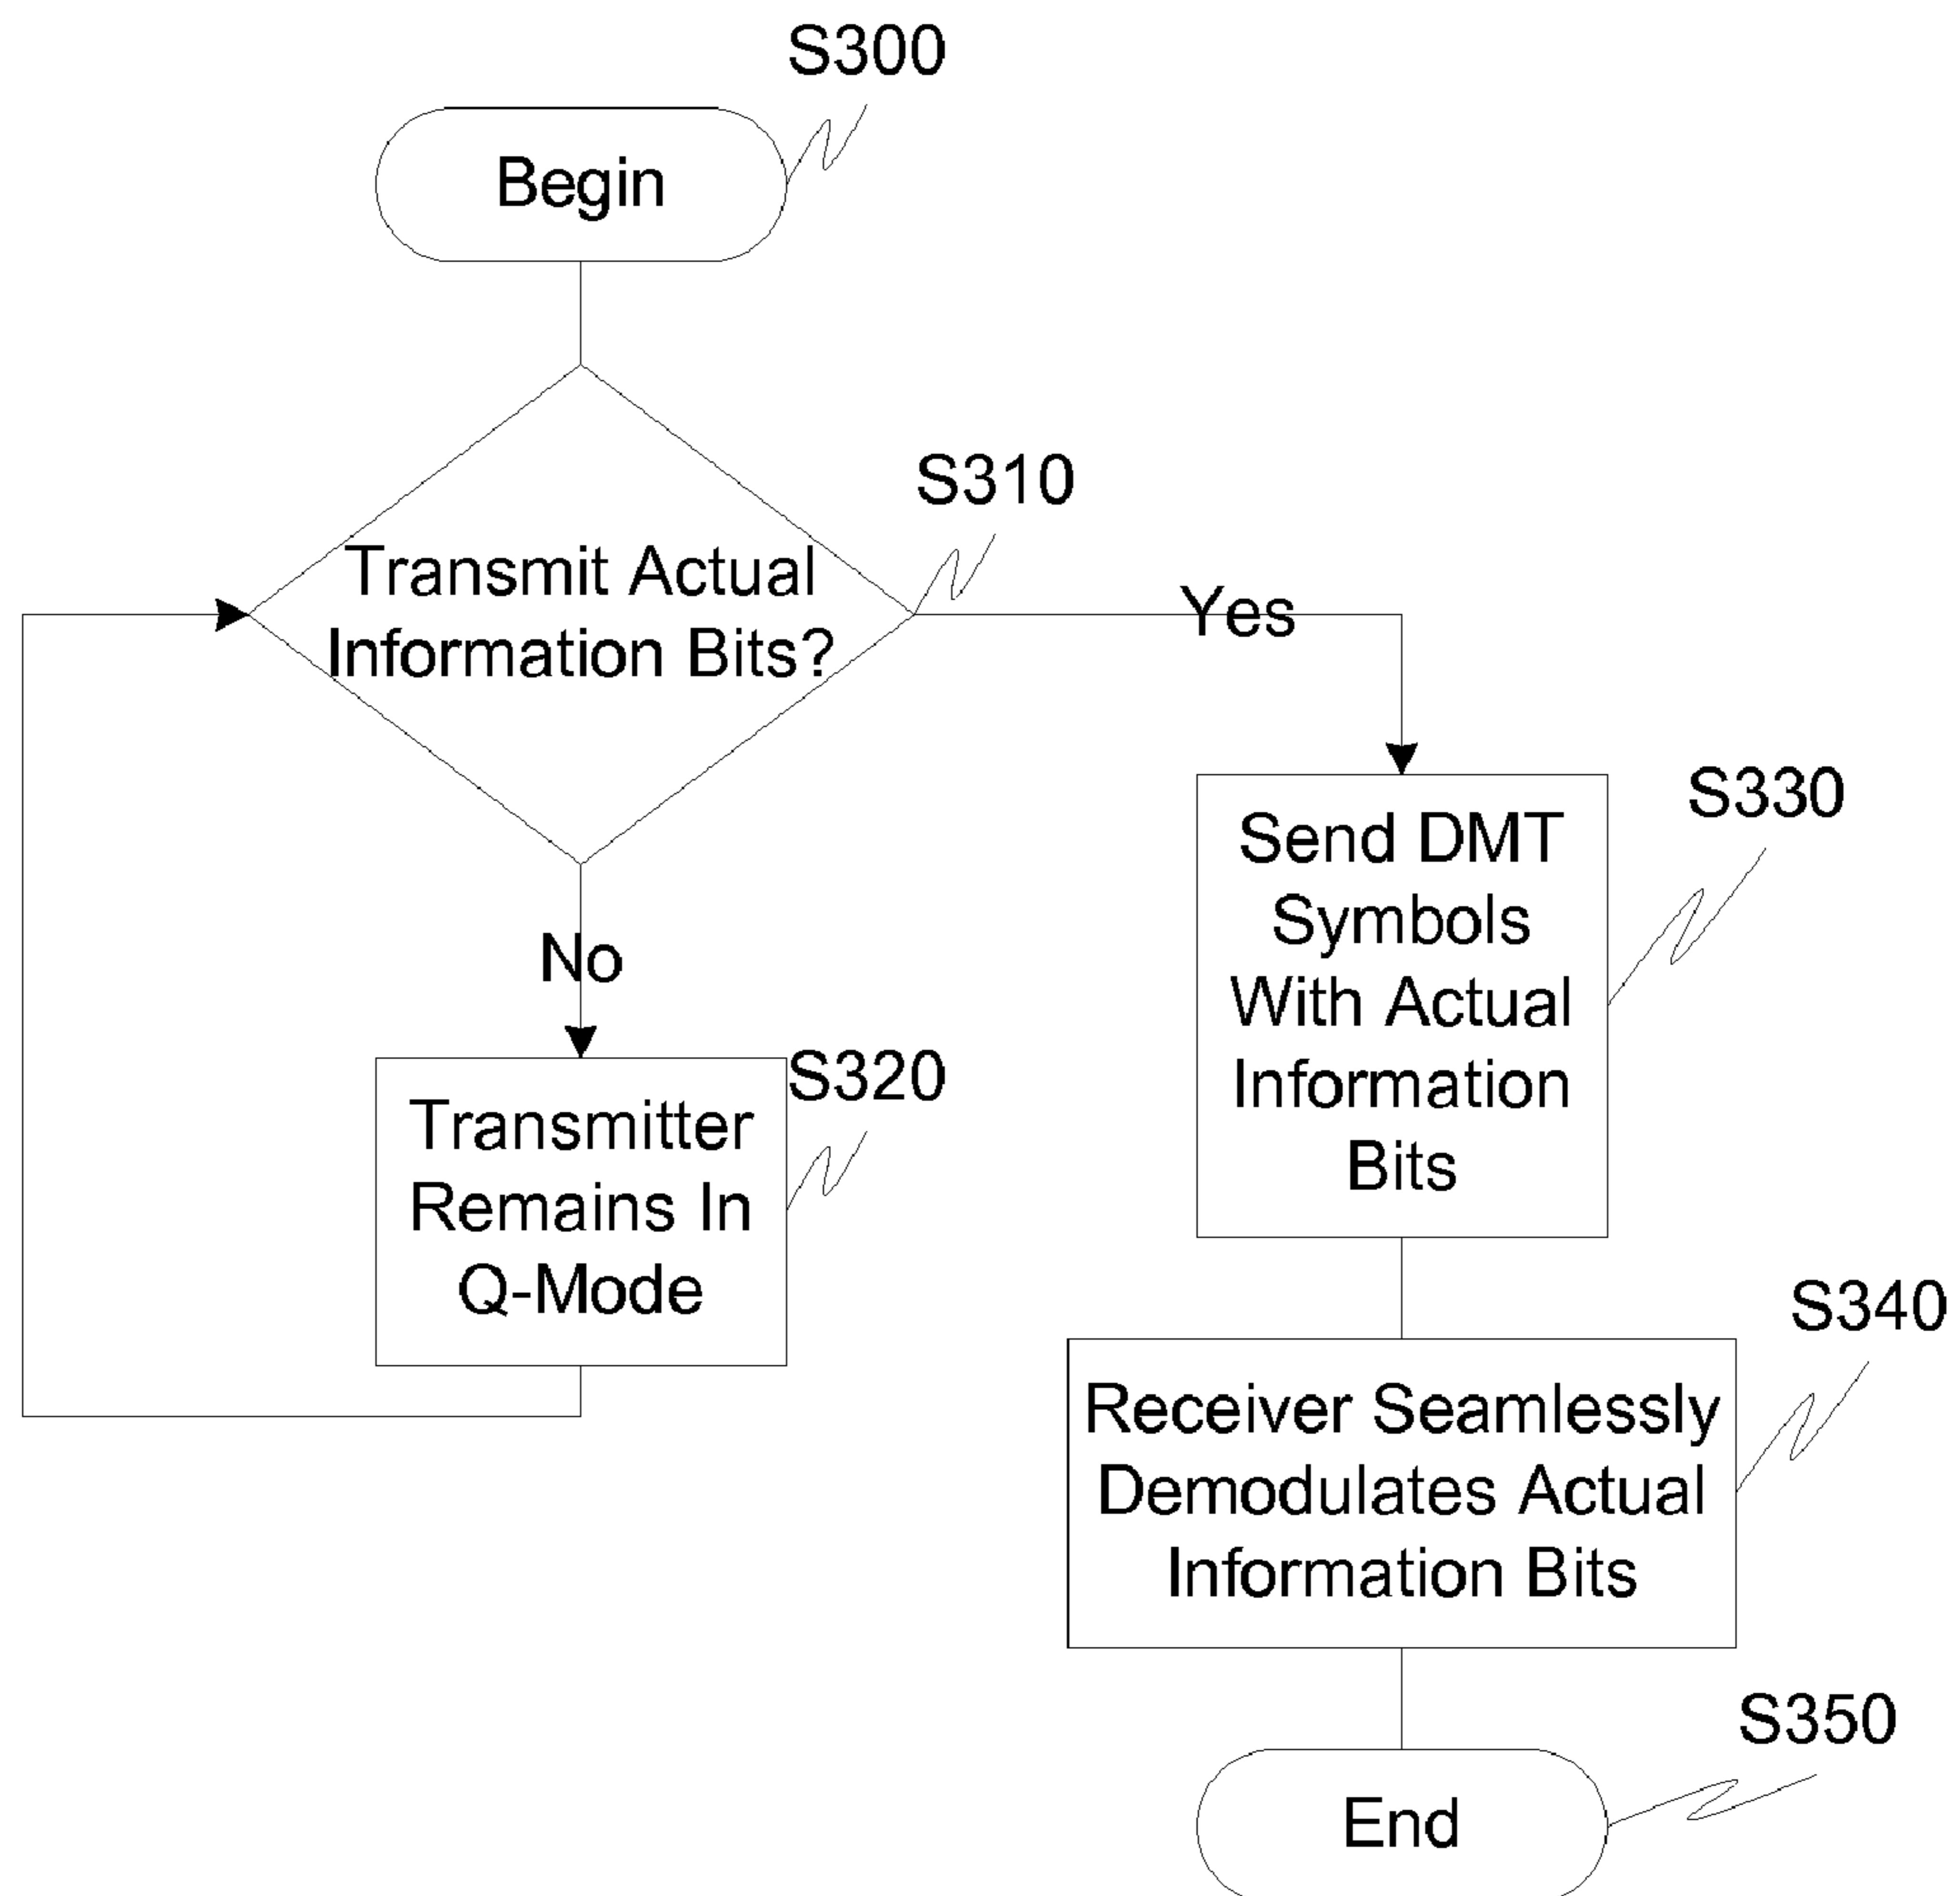 S300
Begin
S310
Transmit Actual
Information Bits?
Yes
No
S320
Transmitter
Remains In
Q-Mode
S330
Send DMT
Symbols
With Actual
Information
Bits
S340
Receiver Seamlessly
Demodulates Actual
Information Bits
S350
End